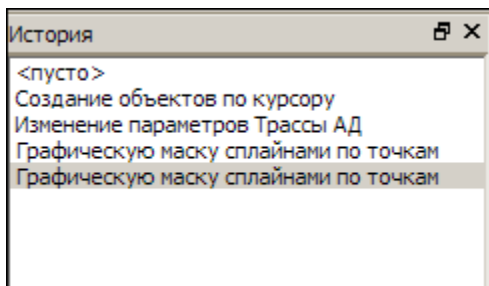 История
<пусто>
Создание объектов по курсору
Изменение параметров Трассы АД
Графическую маску сплайнами по точкам
Графическую маску сплайнами по точкам